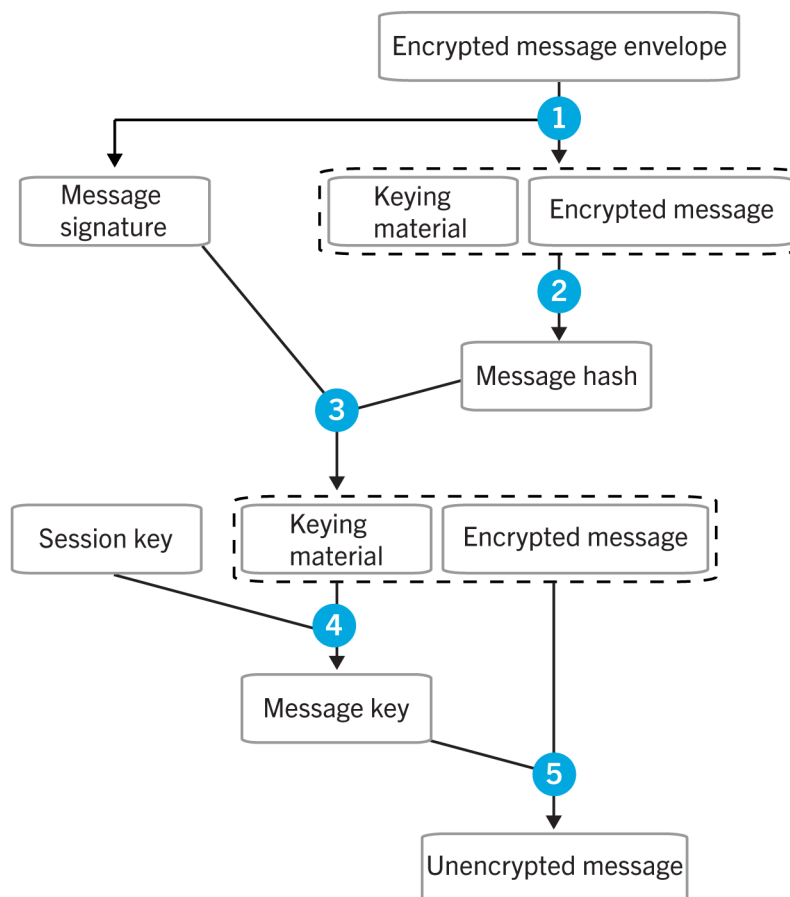 Encrypted message envelope
1
Message
signature
Keying
material
Encrypted message
2
Message hash
3
Session key
Keying
material
Encrypted message
4
Message key
5
Unencrypted message